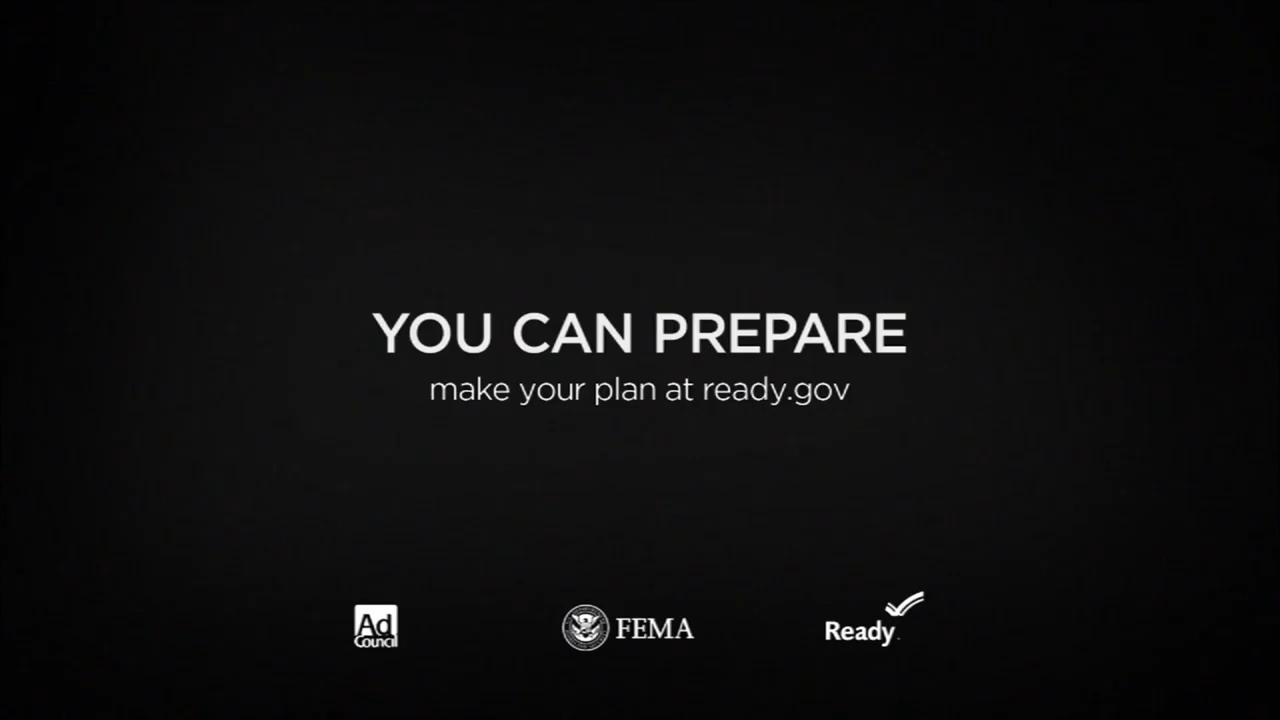 YOU CAN PREPARE
make your plan at ready.gov
Ad Council
FEMA
Ready